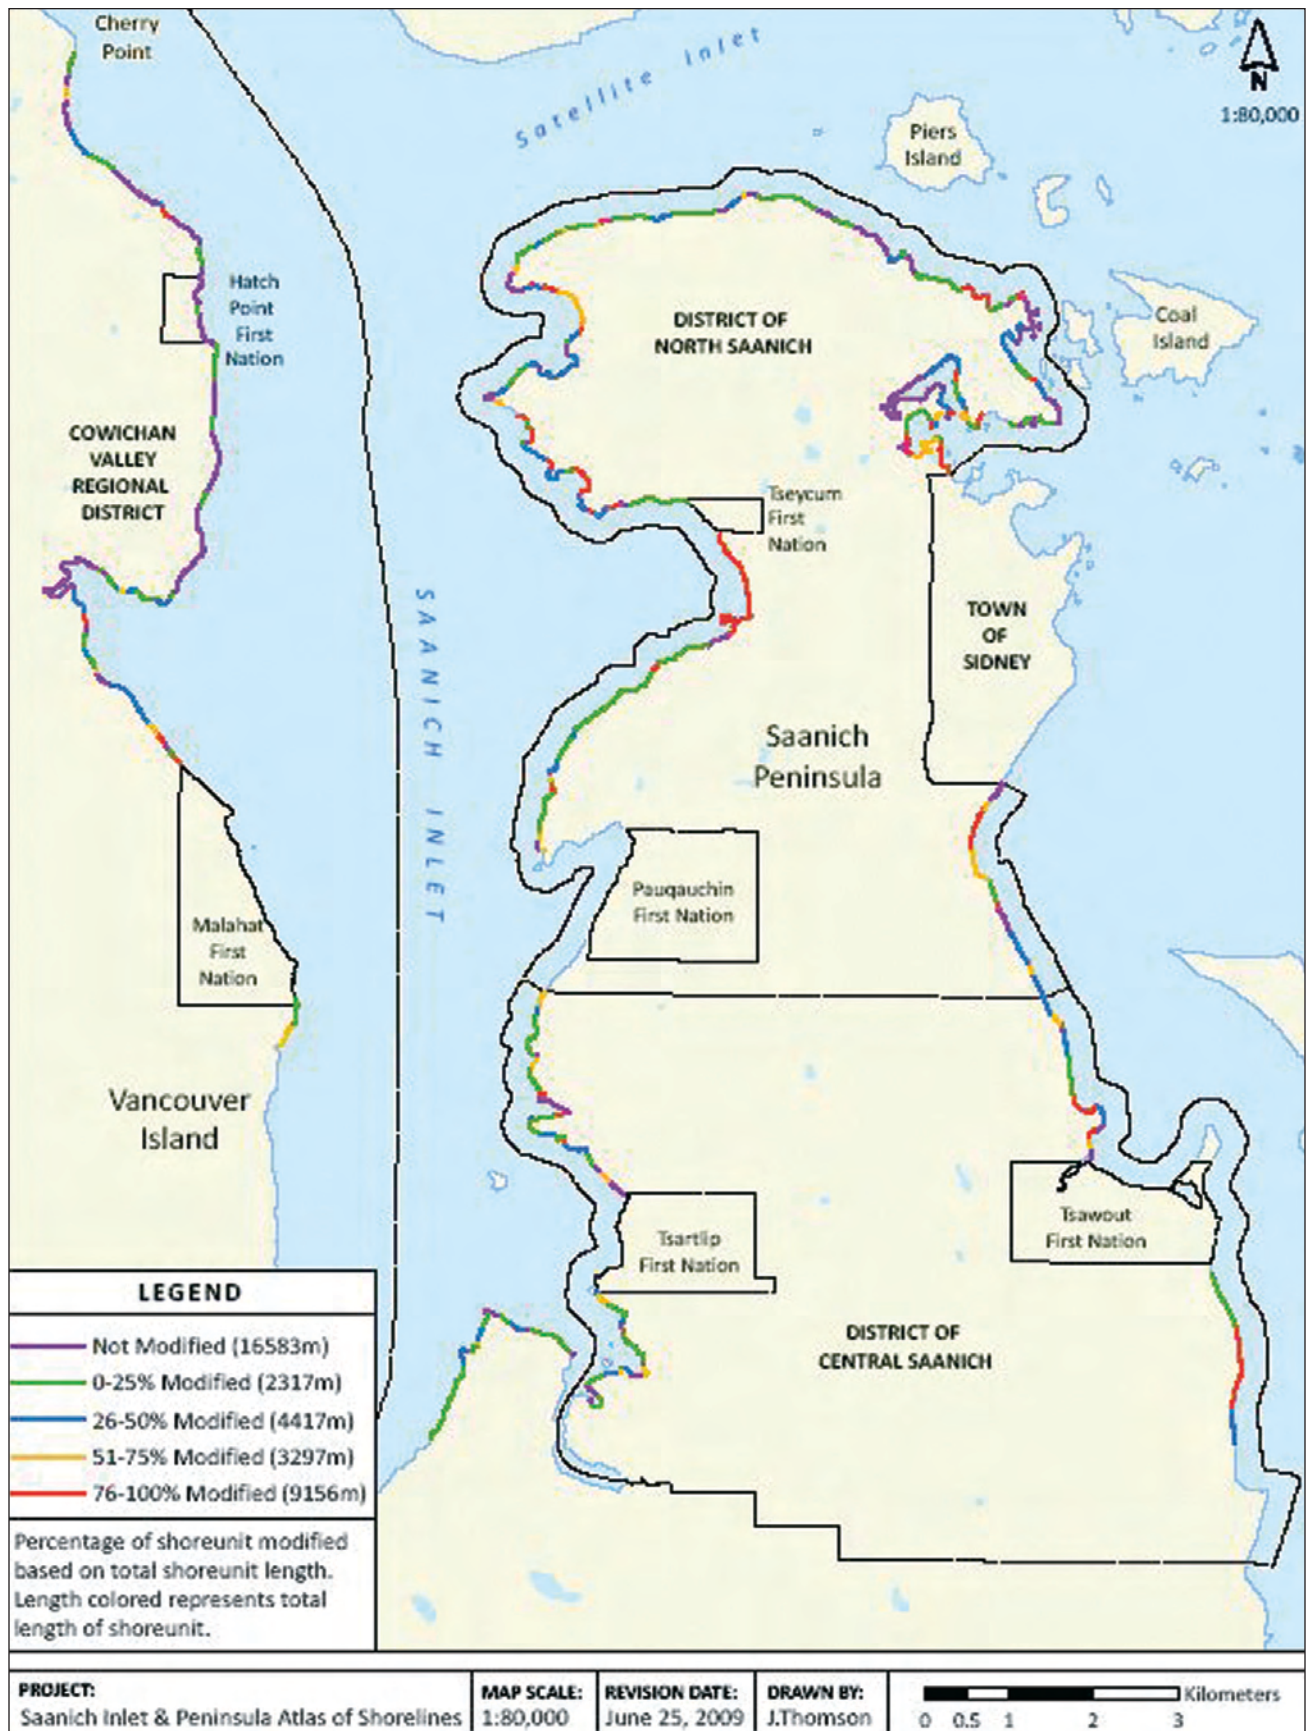 Cherry
Point
Satellite Inlet
N
1:80,000
Piers
Island
Hatch
Point
First
Nation
DISTRICT OF
NORTH SAANICH
Coal
Island
COWICHAN
VALLEY
REGIONAL
DISTRICT
Tseycum
First
Nation
SAANICH INLET
TOWN
OF
SIDNEY
Saanich
Peninsula
Pauqauchin
First Nation
Malahat
First
Nation
Vancouver
Island
Tsartlip
First Nation
Tsawout
First Nation
DISTRICT OF
CENTRAL SAANICH
LEGEND
Not Modified (16583m)
0-25% Modified (2317m)
26-50% Modified (4417m)
51-75% Modified (3297m)
76-100% Modified (9156m)
Percentage of shoreunit modified
based on total shoreunit length.
Length colored represents total
length of shoreunit.
PROJECT:
Saanich Inlet & Peninsula Atlas of Shorelines
MAP SCALE:
1:80,000
REVISION DATE:
June 25, 2009
DRAWN BY:
J.Thomson
Kilometers
0 0.5 1 2 3